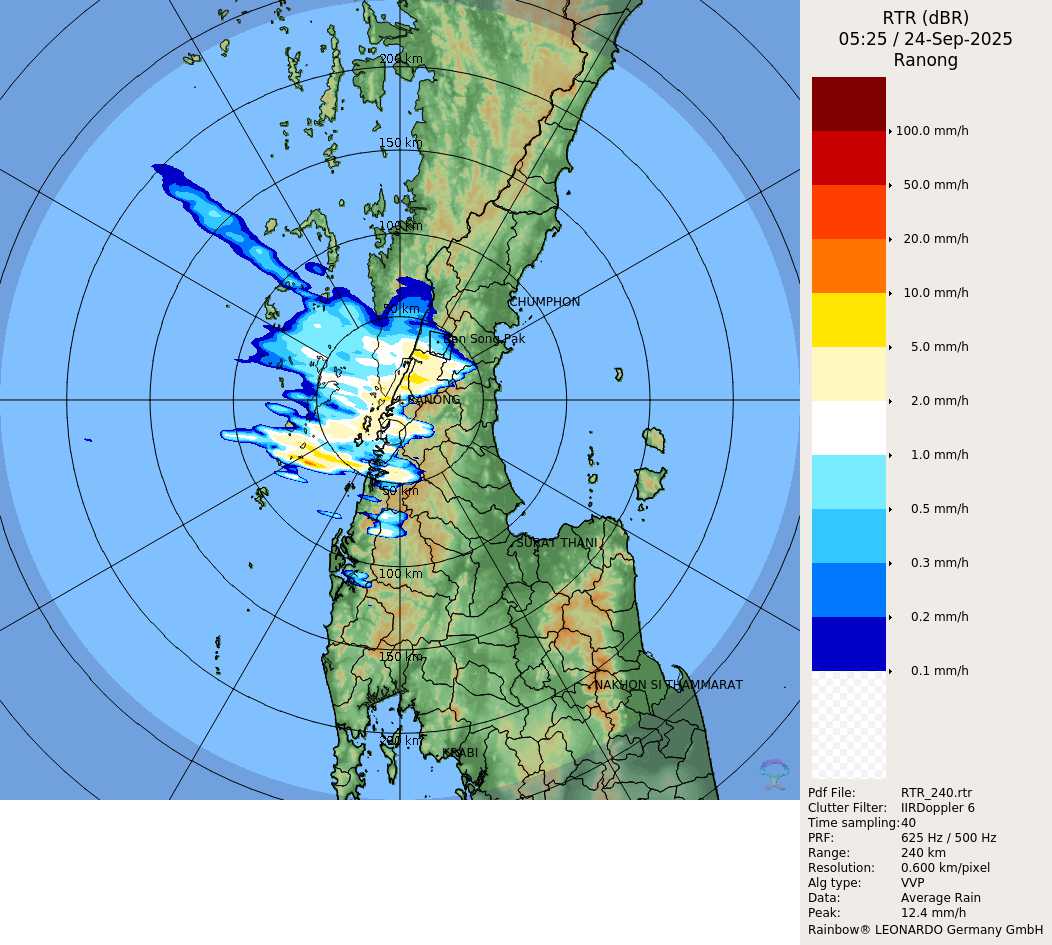 RTR (dBR)
05:25 / 24-Sep-2025
Ranong
200 km
150 km
100 km
50 km
CHUMPHON
Ban Song Pak
RANONG
50 km
SURAT THANI
100 km
150 km
NAKHON SI THAMMARAT
200 km
KRABI
100.0 mm/h
50.0 mm/h
20.0 mm/h
10.0 mm/h
5.0 mm/h
2.0 mm/h
1.0 mm/h
0.5 mm/h
0.3 mm/h
0.2 mm/h
0.1 mm/h
Pdf File: RTR_240.rtr
Clutter Filter: IIRDoppler 6
Time sampling:40
PRF: 625 Hz / 500 Hz
Range: 240 km
Resolution: 0.600 km/pixel
Alg type: VVP
Data: Average Rain
Peak: 12.4 mm/h
Rainbow® LEONARDO Germany GmbH